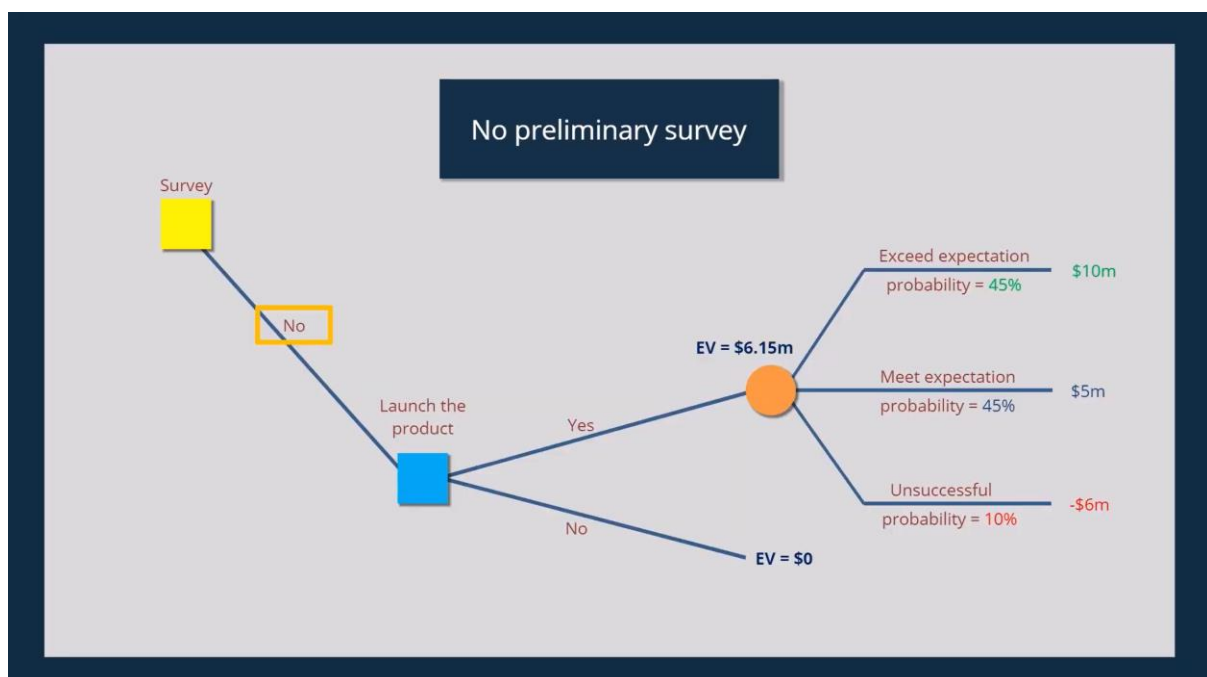 No preliminary survey
Survey
No
Launch the
product
Yes
No
EV = $6.15m
EV = $0
Exceed expectation
probability = 45%
$10m
Meet expectation
probability = 45%
$5m
Unsuccessful
probability = 10%
-$6m